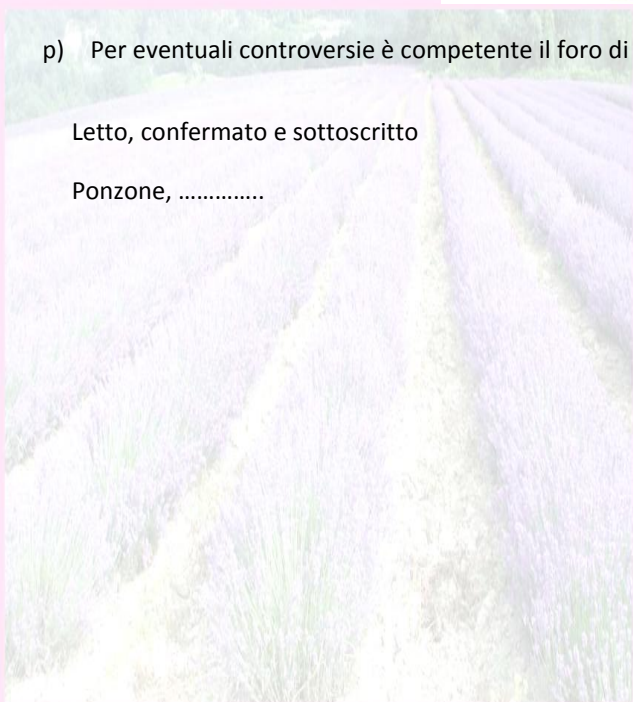 p) Per eventuali controversie è competente il foro di
Letto, confermato e sottoscritto
Ponzone, …………..